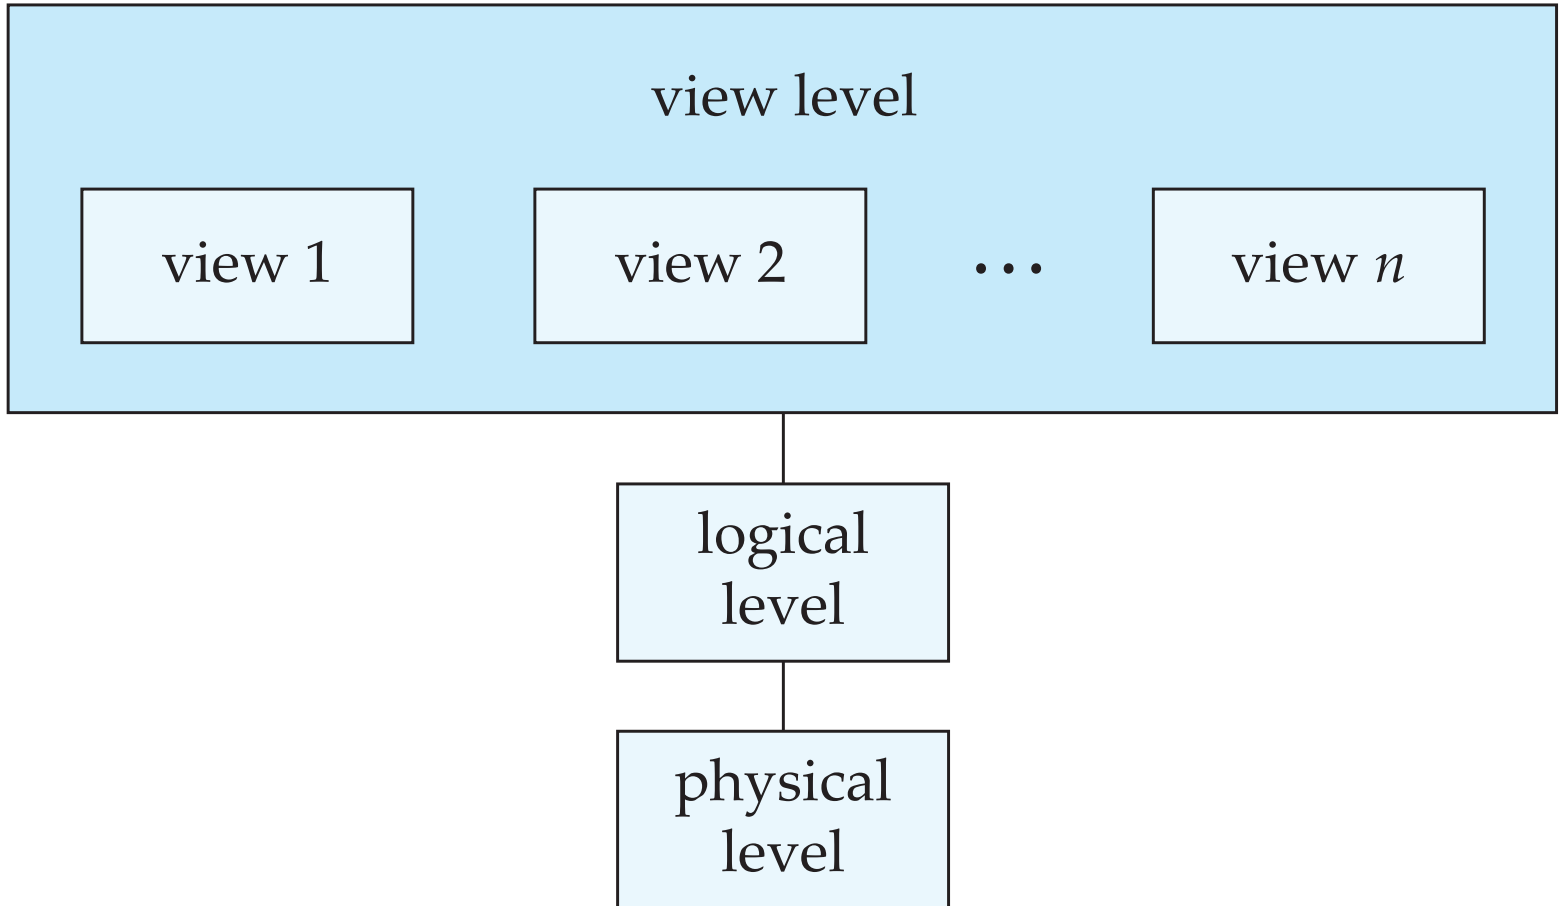 view level
view 1
view 2
...
view n
logical
level
physical
level